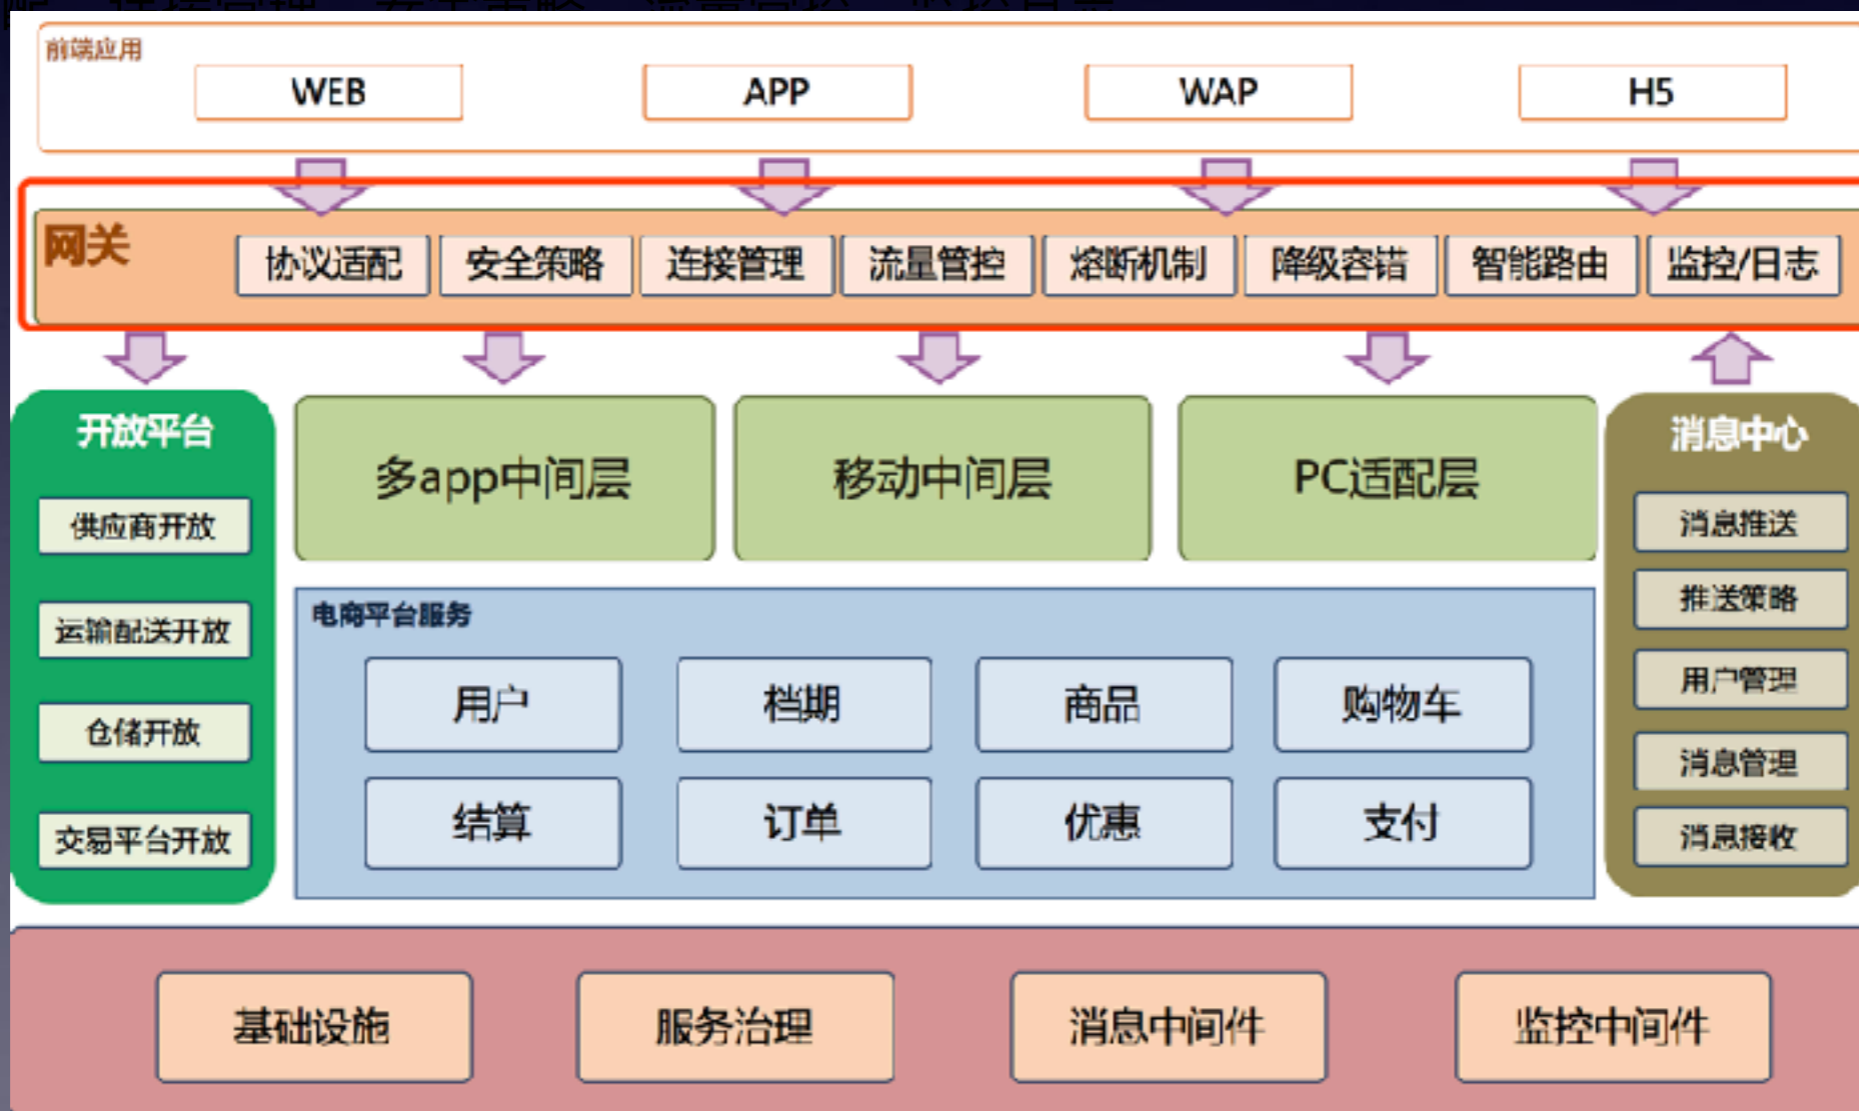 前端应用
WEB
APP
WAP
H5
网关
协议适配
安全策略
连接管理
流量管控
熔断机制
降级容错
智能路由
监控/日志
开放平台
供应商开放
运输配送开放
仓储开放
交易平台开放
多app中间层
移动中间层
PC适配层
电商平台服务
用户
档期
商品
购物车
结算
订单
优惠
支付
消息中心
消息推送
推送策略
用户管理
消息管理
消息接收
基础设施
服务治理
消息中间件
监控中间件